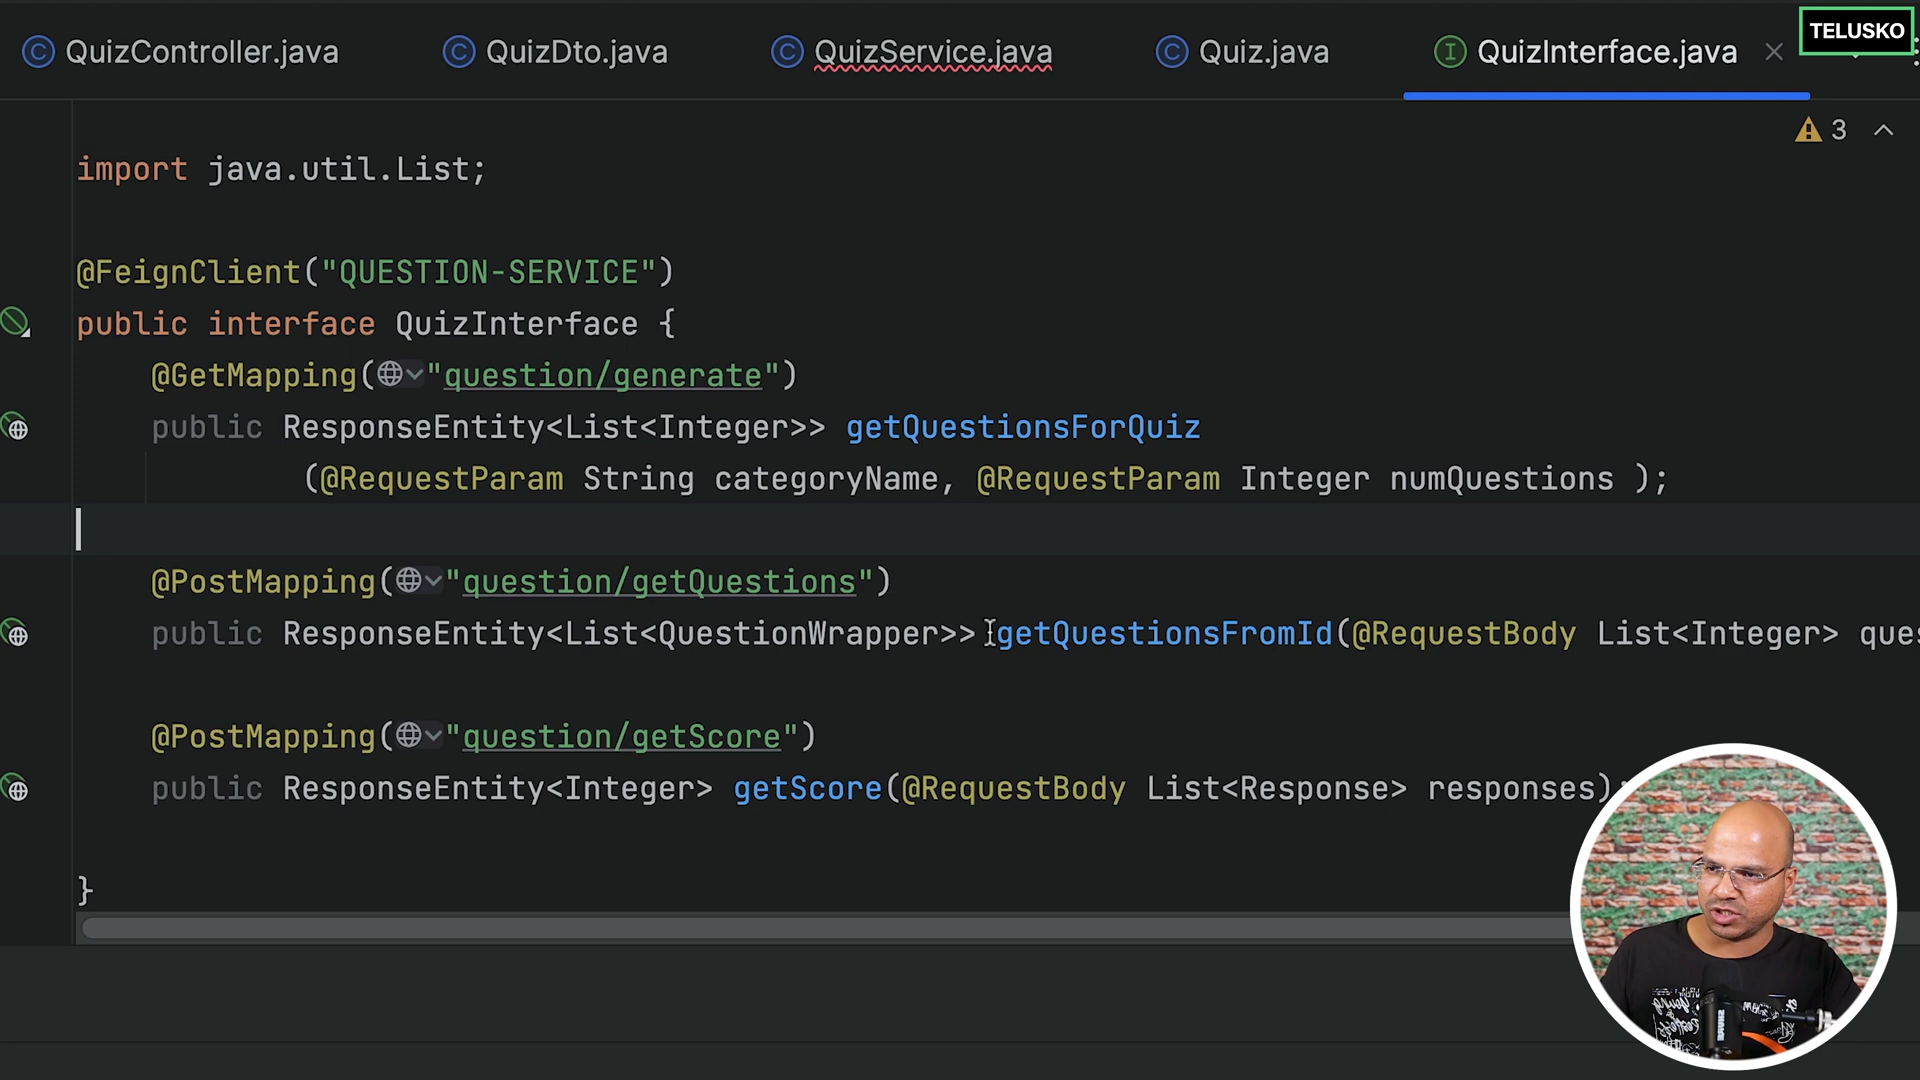 QuizController.java QuizDto.java QuizService.java Quiz.java QuizInterface.java TELUSKO
3
import java.util.List;
@FeignClient("QUESTION-SERVICE")
public interface QuizInterface {
@GetMapping("question/generate")
public ResponseEntity<List<Integer>> getQuestionsForQuiz
(@RequestParam String categoryName, @RequestParam Integer numQuestions );
@PostMapping("question/getQuestions")
public ResponseEntity<List<QuestionWrapper>> getQuestionsFromId(@RequestBody List<Integer> ques
@PostMapping("question/getScore")
public ResponseEntity<Integer> getScore(@RequestBody List<Response> responses);
}